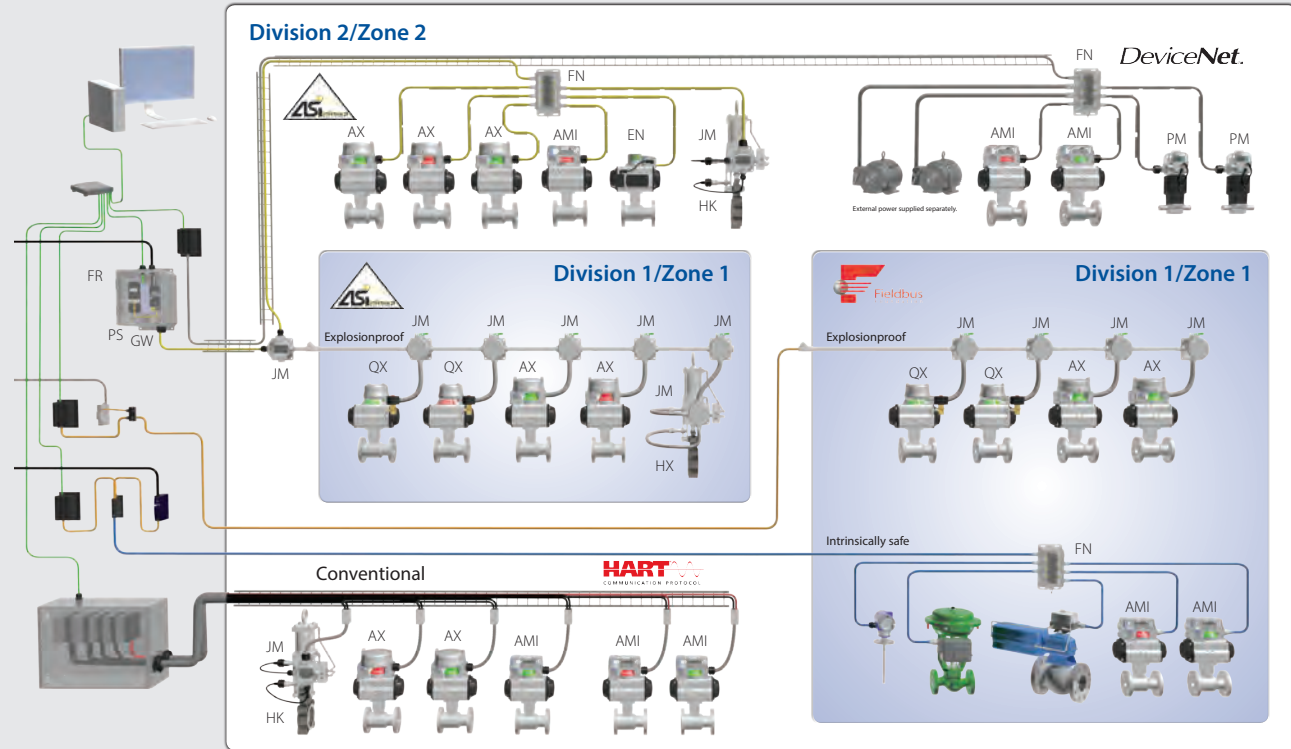 Division 2/Zone 2
DeviceNet.
FN
FN
ASi
AX
AX
AX
AMI
EN
JM
HK
AMI
AMI
PM
PM
External power supplied separately.
FR
PS
GW
JM
ASi
Division 1/Zone 1
Explosionproof
JM
JM
JM
JM
JM
QX
QX
AX
AX
JM
HX
Fieldbus
Division 1/Zone 1
Explosionproof
JM
JM
JM
JM
QX
QX
AX
AX
Intrinsically safe
FN
AMI
AMI
Conventional
HART
COMMUNICATION PROTOCOL
JM
HK
AX
AX
AMI
AMI
AMI